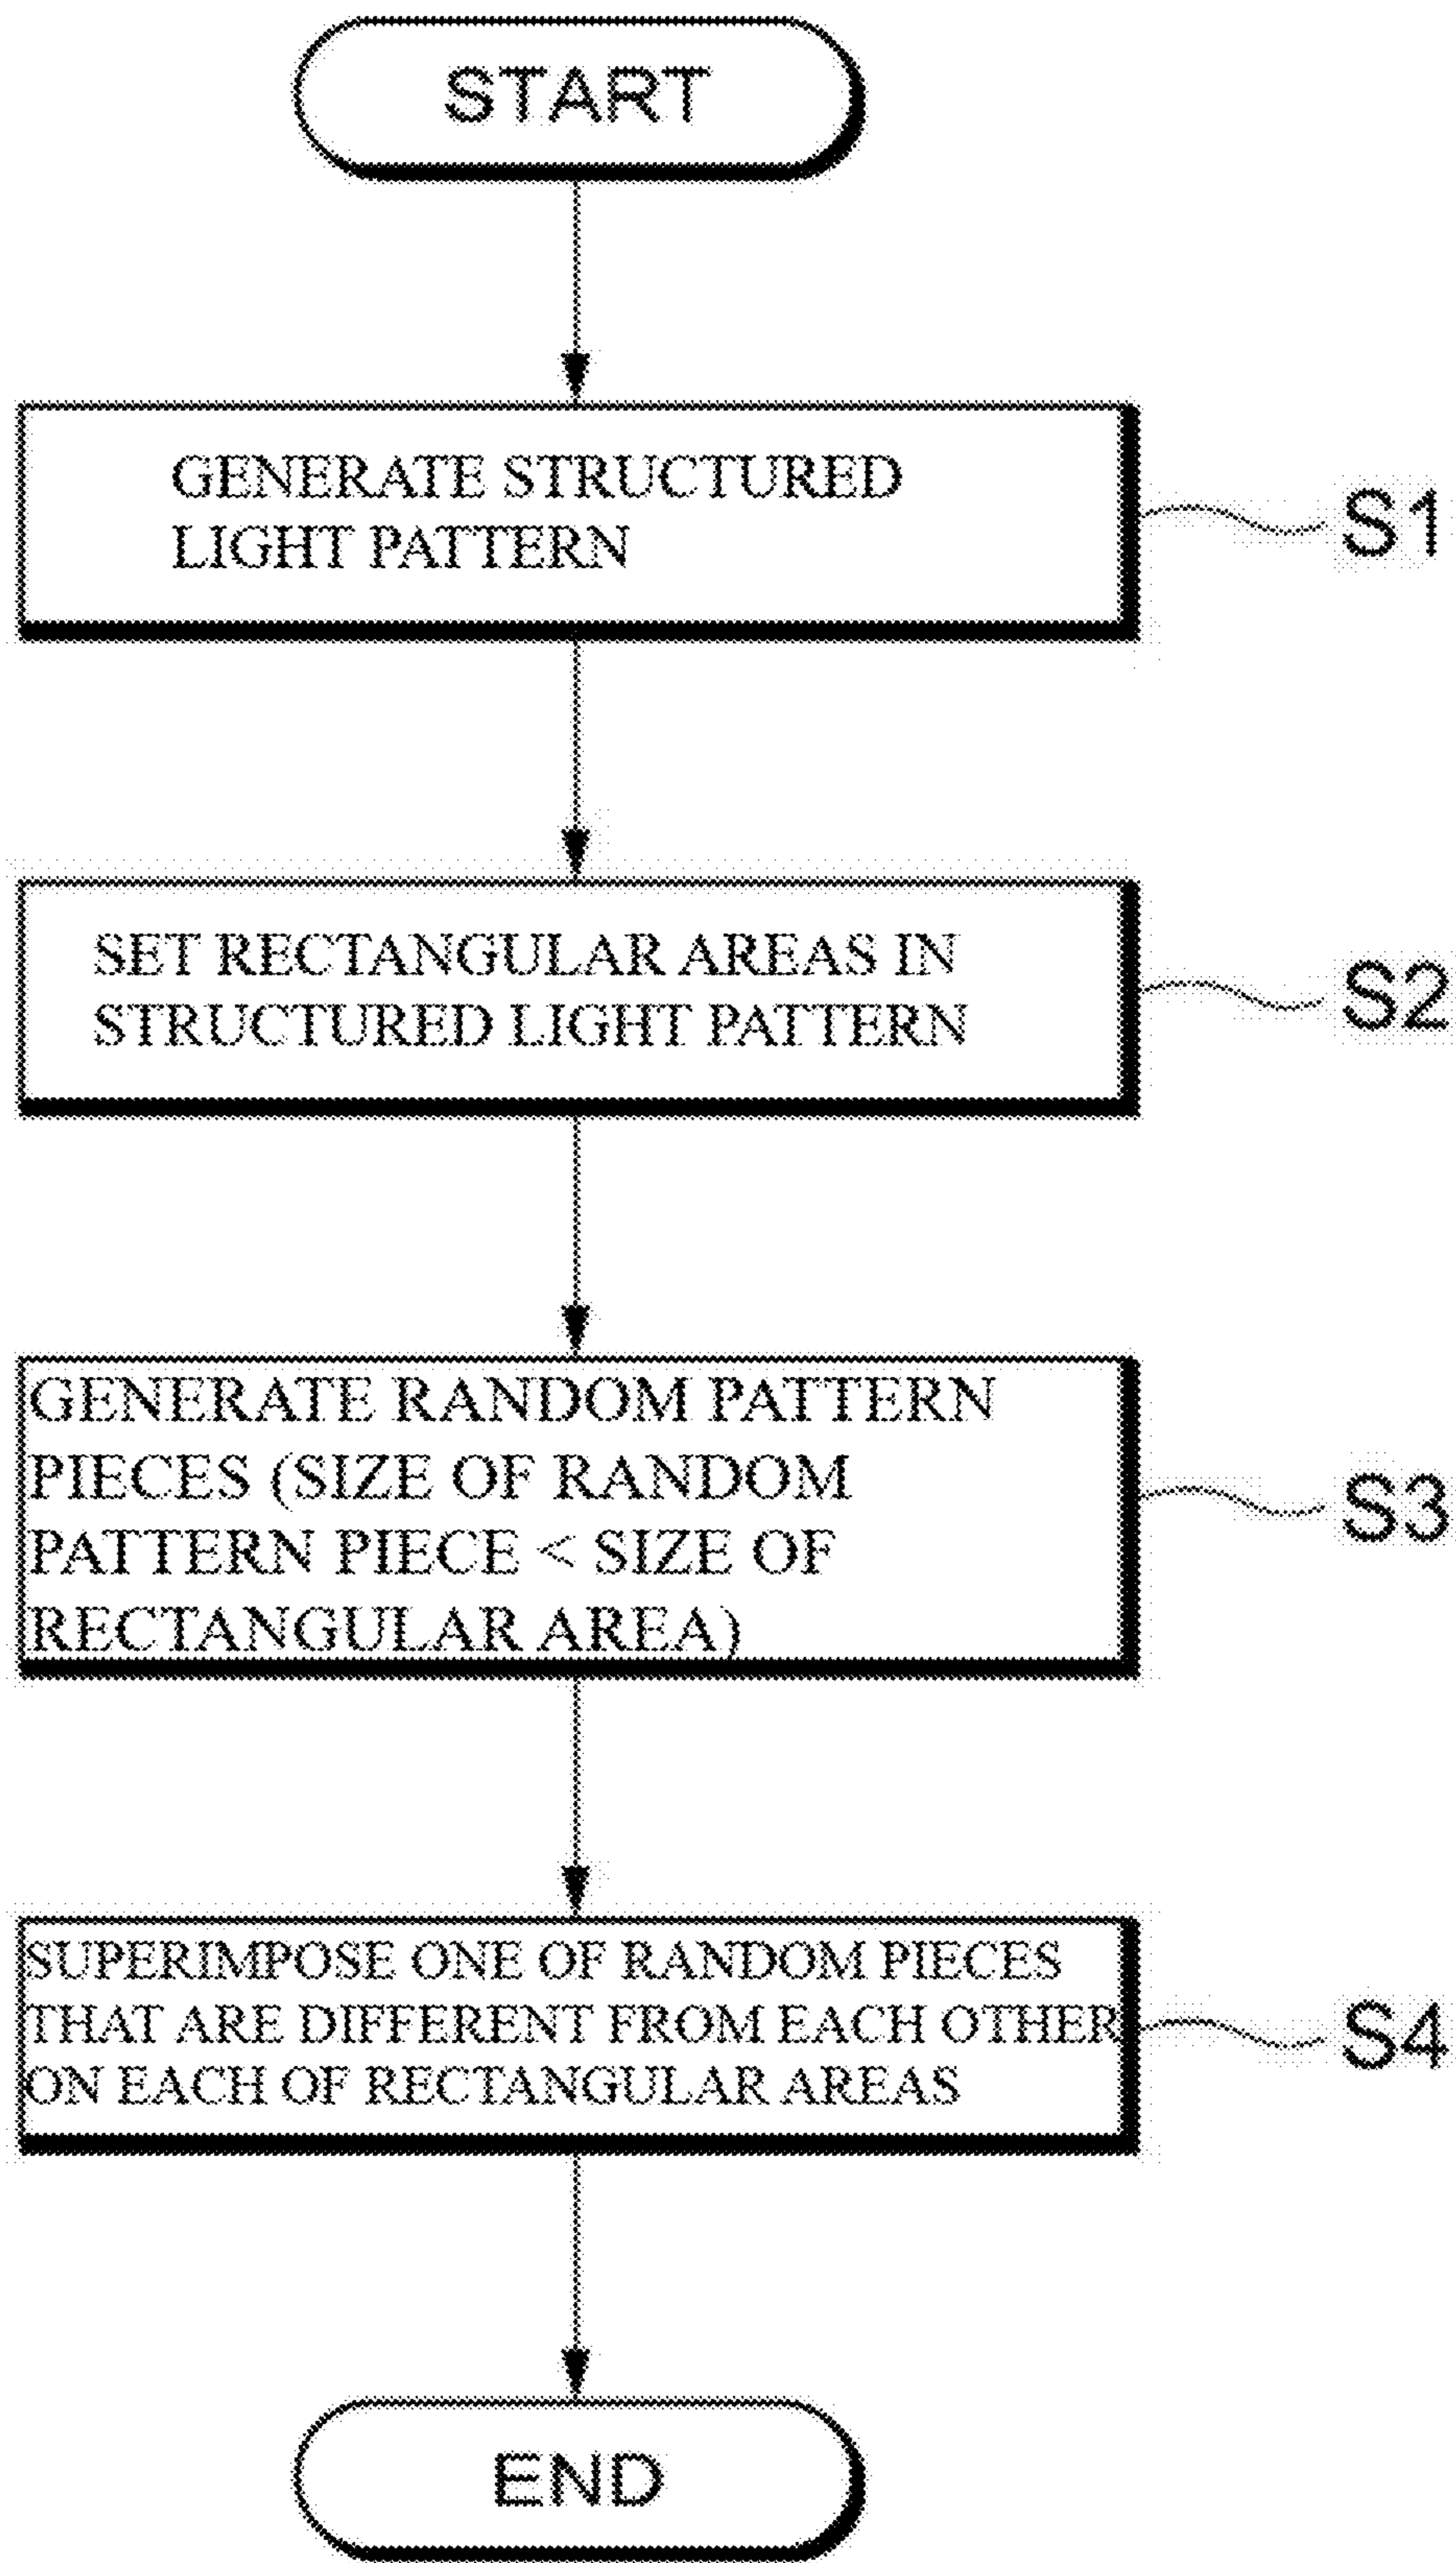 START
GENERATE STRUCTURED
LIGHT PATTERN
S1
SET RECTANGULAR AREAS IN
STRUCTURED LIGHT PATTERN
S2
GENERATE RANDOM PATTERN
PIECES (SIZE OF RANDOM
PATTERN PIECE < SIZE OF
RECTANGULAR AREA)
S3
SUPERIMPOSE ONE OF RANDOM PIECES
THAT ARE DIFFERENT FROM EACH OTHER
ON EACH OF RECTANGULAR AREAS
S4
END